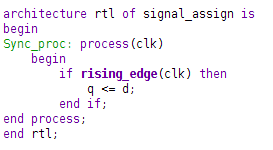 architecture rtl of signal_assign is
begin
Sync_proc: process(clk)
    begin
        if rising_edge(clk) then
            q <= d;
        end if;
end process;
end rtl;